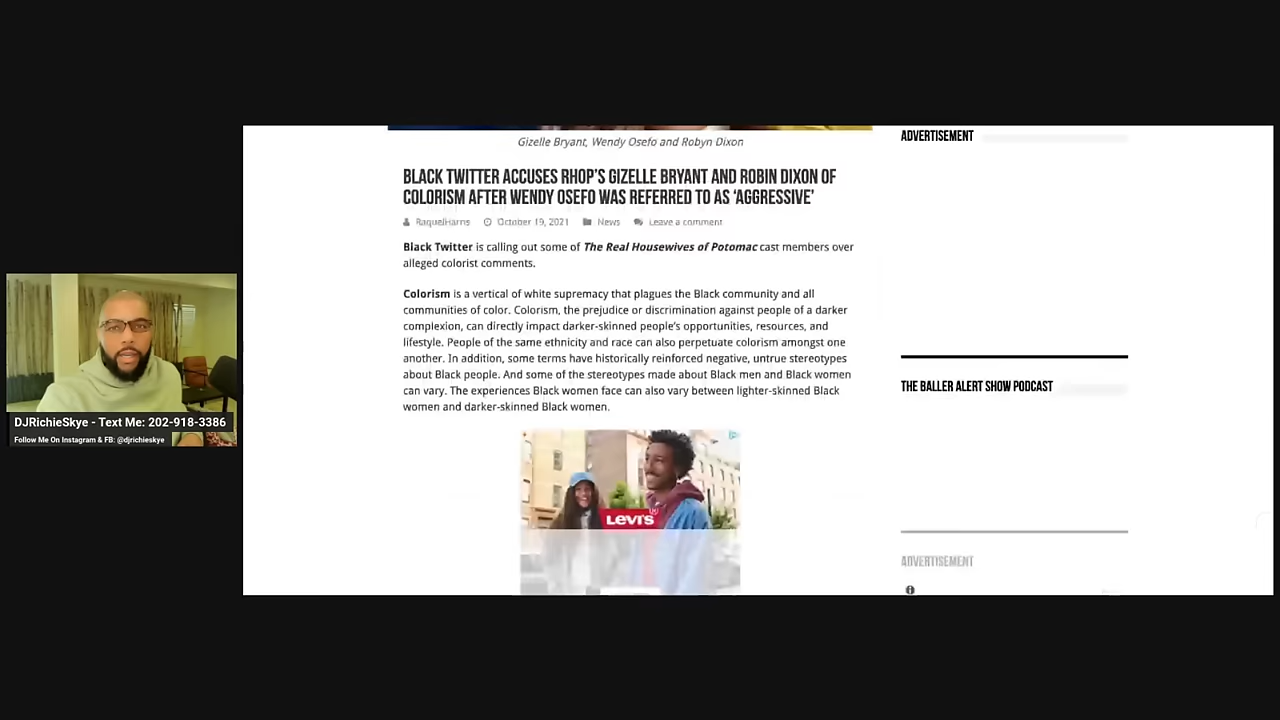 Gizelle Bryant, Wendy Osefo and Robyn Dixon
BLACK TWITTER ACCUSES RHOP'S GIZELLE BRYANT AND ROBIN DIXON OF
COLORISM AFTER WENDY OSEFO WAS REFERRED TO AS 'AGGRESSIVE'
RaquelHarris October 19, 2021 News Leave a comment
Black Twitter is calling out some of The Real Housewives of Potomac cast members over
alleged colorist comments.
Colorism is a vertical of white supremacy that plagues the Black community and all
communities of color. Colorism, the prejudice or discrimination against people of a darker
complexion, can directly impact darker-skinned people's opportunities, resources, and
lifestyle. People of the same ethnicity and race can also perpetuate colorism amongst one
another. In addition, some terms have historically reinforced negative, untrue stereotypes
about Black people. And some of the stereotypes made about Black men and Black women
can vary. The experiences Black women face can also vary between lighter-skinned Black
women and darker-skinned Black women.
LEVI'S
ADVERTISEMENT
THE BALLER ALERT SHOW PODCAST
ADVERTISEMENT
DJRichieSkye - Text Me: 202-918-3386
Follow Me On Instagram & FB: @djrichieskye